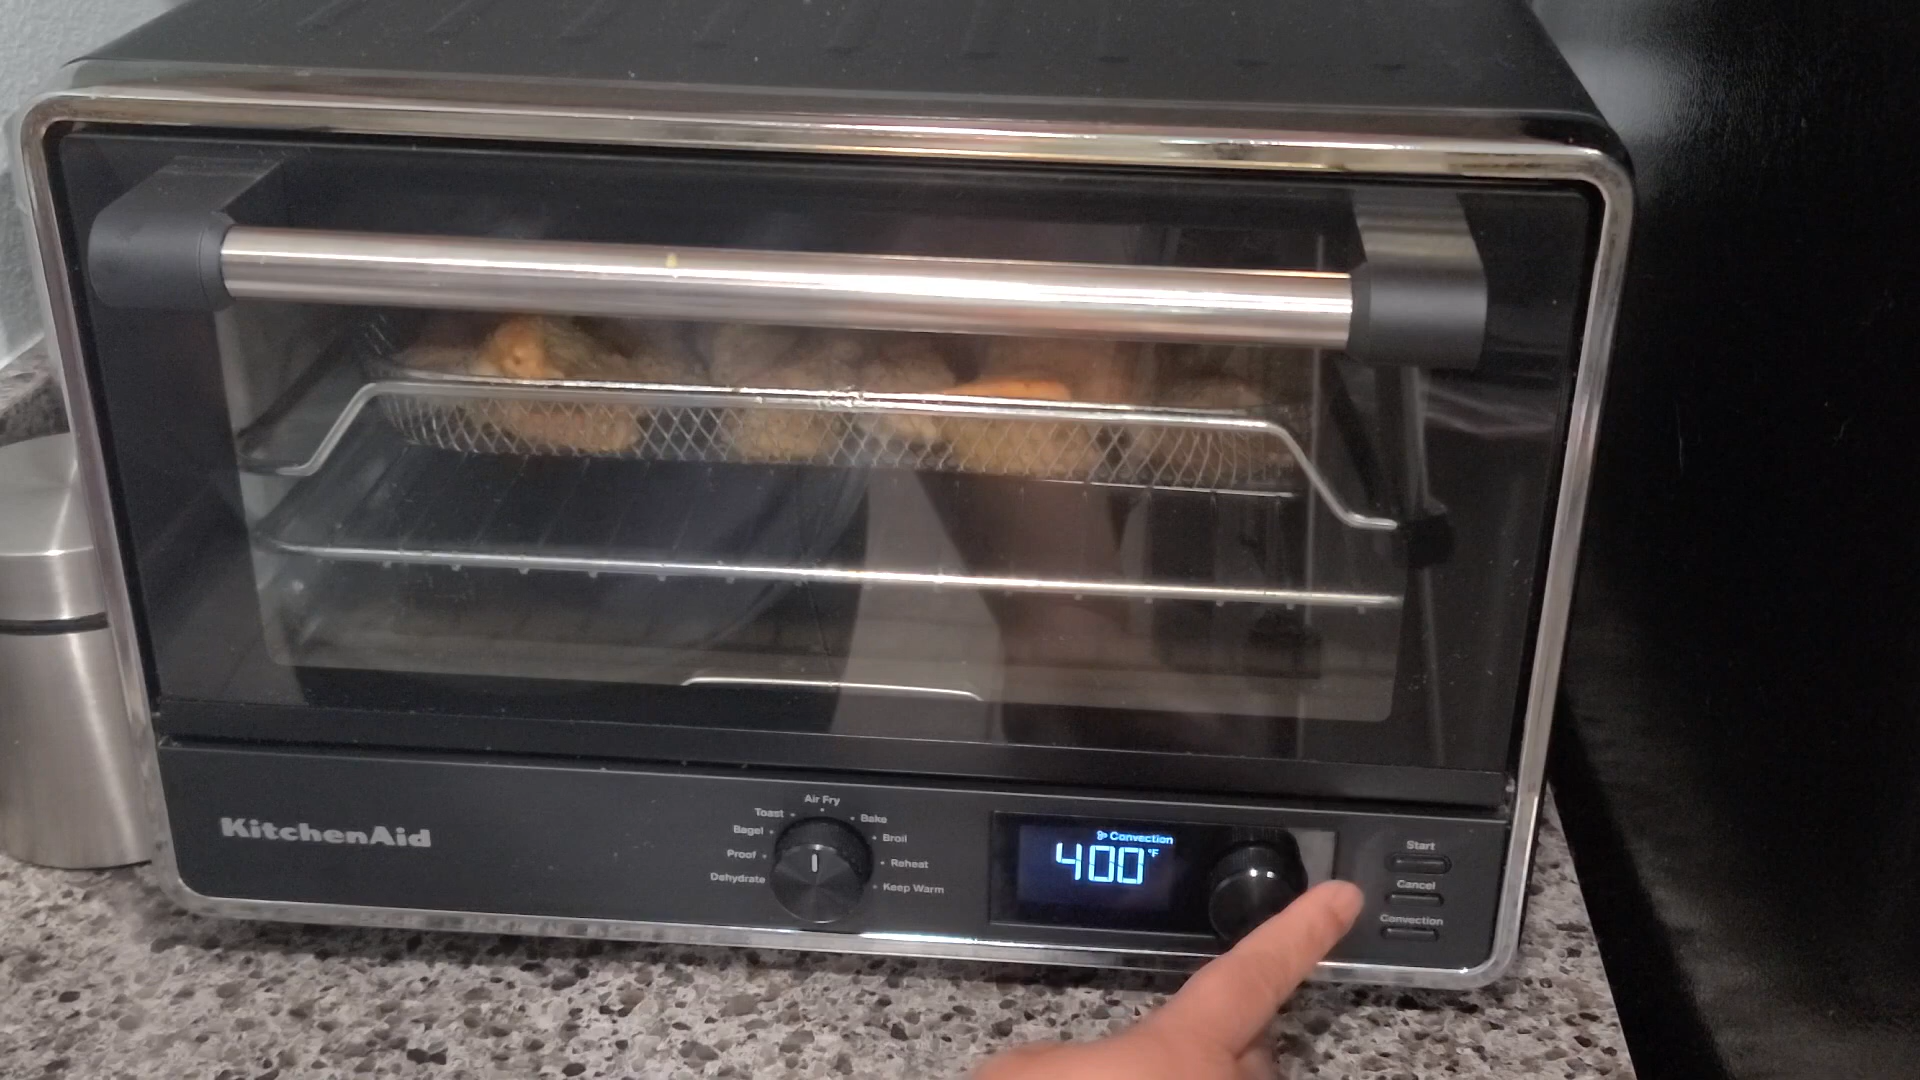 KitchenAid
Air Fry
Toast
Bake
Bagel
Broil
Proof
Reheat
Dehydrate
Keep Warm
Convection
400°F
Start
Cancel
Convection